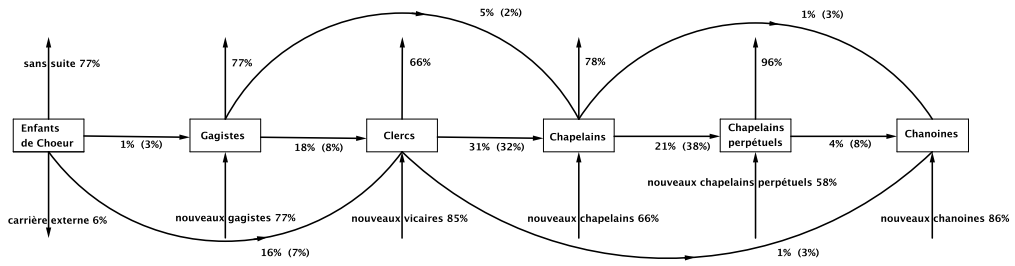 5% (2%)
1% (3%)
sans suite 77%
77%
66%
78%
96%
Enfants
de Choeur
Gagistes
Clercs
Chapelains
Chapelains
perpétuels
Chanoines
1% (3%)
18% (8%)
31% (32%)
21% (38%)
4% (8%)
nouveaux chapelains perpétuels 58%
carrière externe 6%
nouveaux gagistes 77%
nouveaux vicaires 85%
nouveaux chapelains 66%
nouveaux chanoines 86%
16% (7%)
1% (3%)